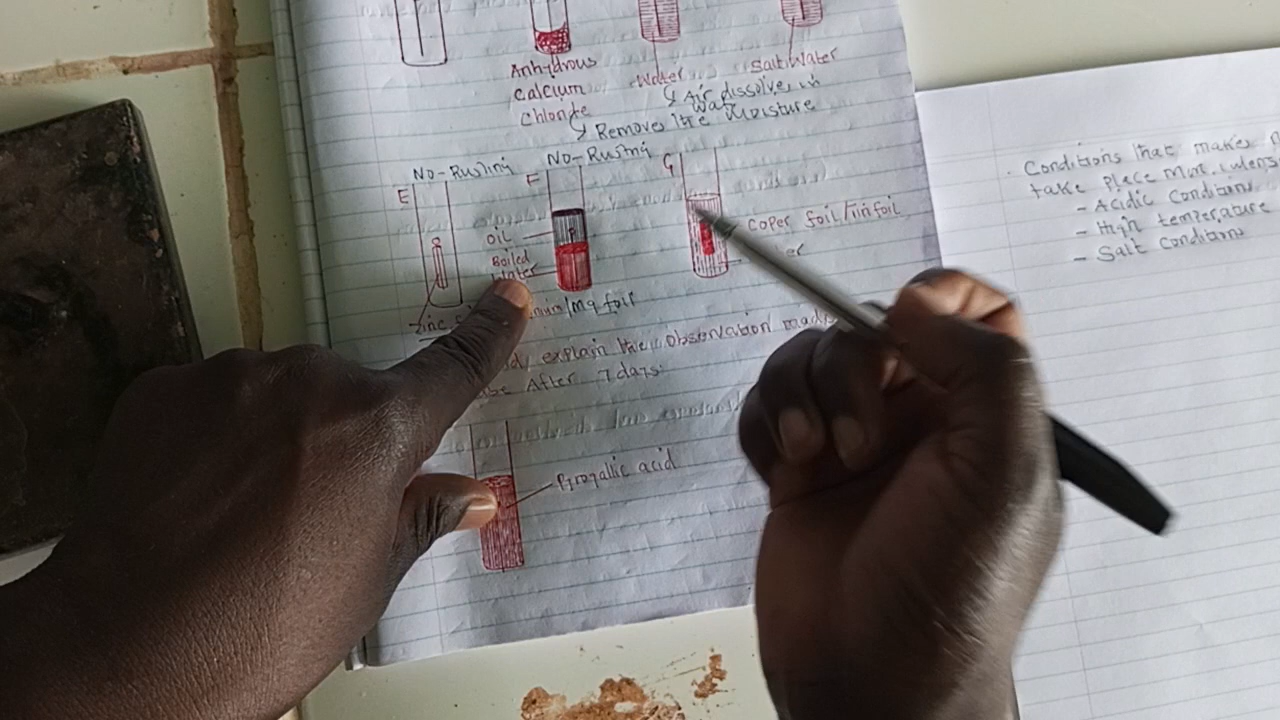 Anhydrous
Calcium
Chloride
Water
Salt Water
Air dissolve in
Removes the Moisture
No-Rusting
No-Rusting
E
F
G
oil
Boiled
Water
Coper foil/tin foil
Zinc
/Mg foil
explain the observation made
After 7 days:
Pyrogallic acid
Conditions that makes
take place more
- Acidic Conditions
- High temperature
- Salt Conditions